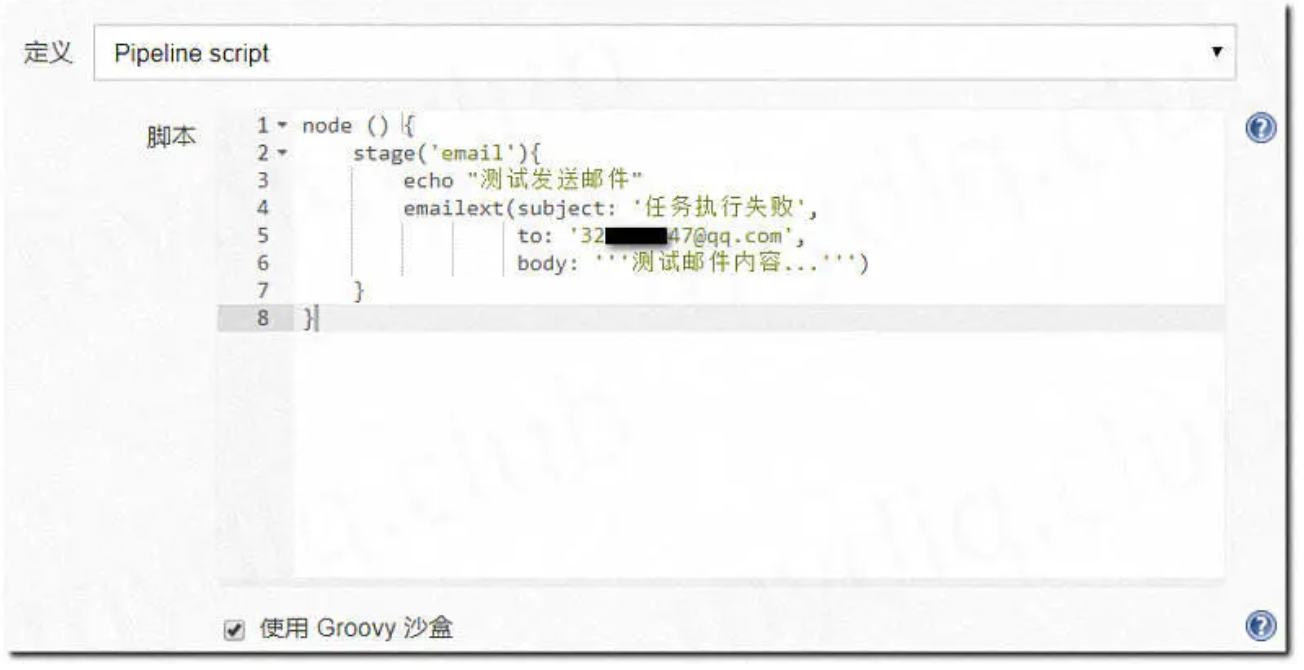 定义 Pipeline script
脚本
1 node () {
2 stage('email'){
3 echo "测试发送邮件"
4 emailext(subject: '任务执行失败',
5 to: '32 47@qq.com',
6 body: '''测试邮件内容...''')
7 }
8 }
使用 Groovy 沙盒